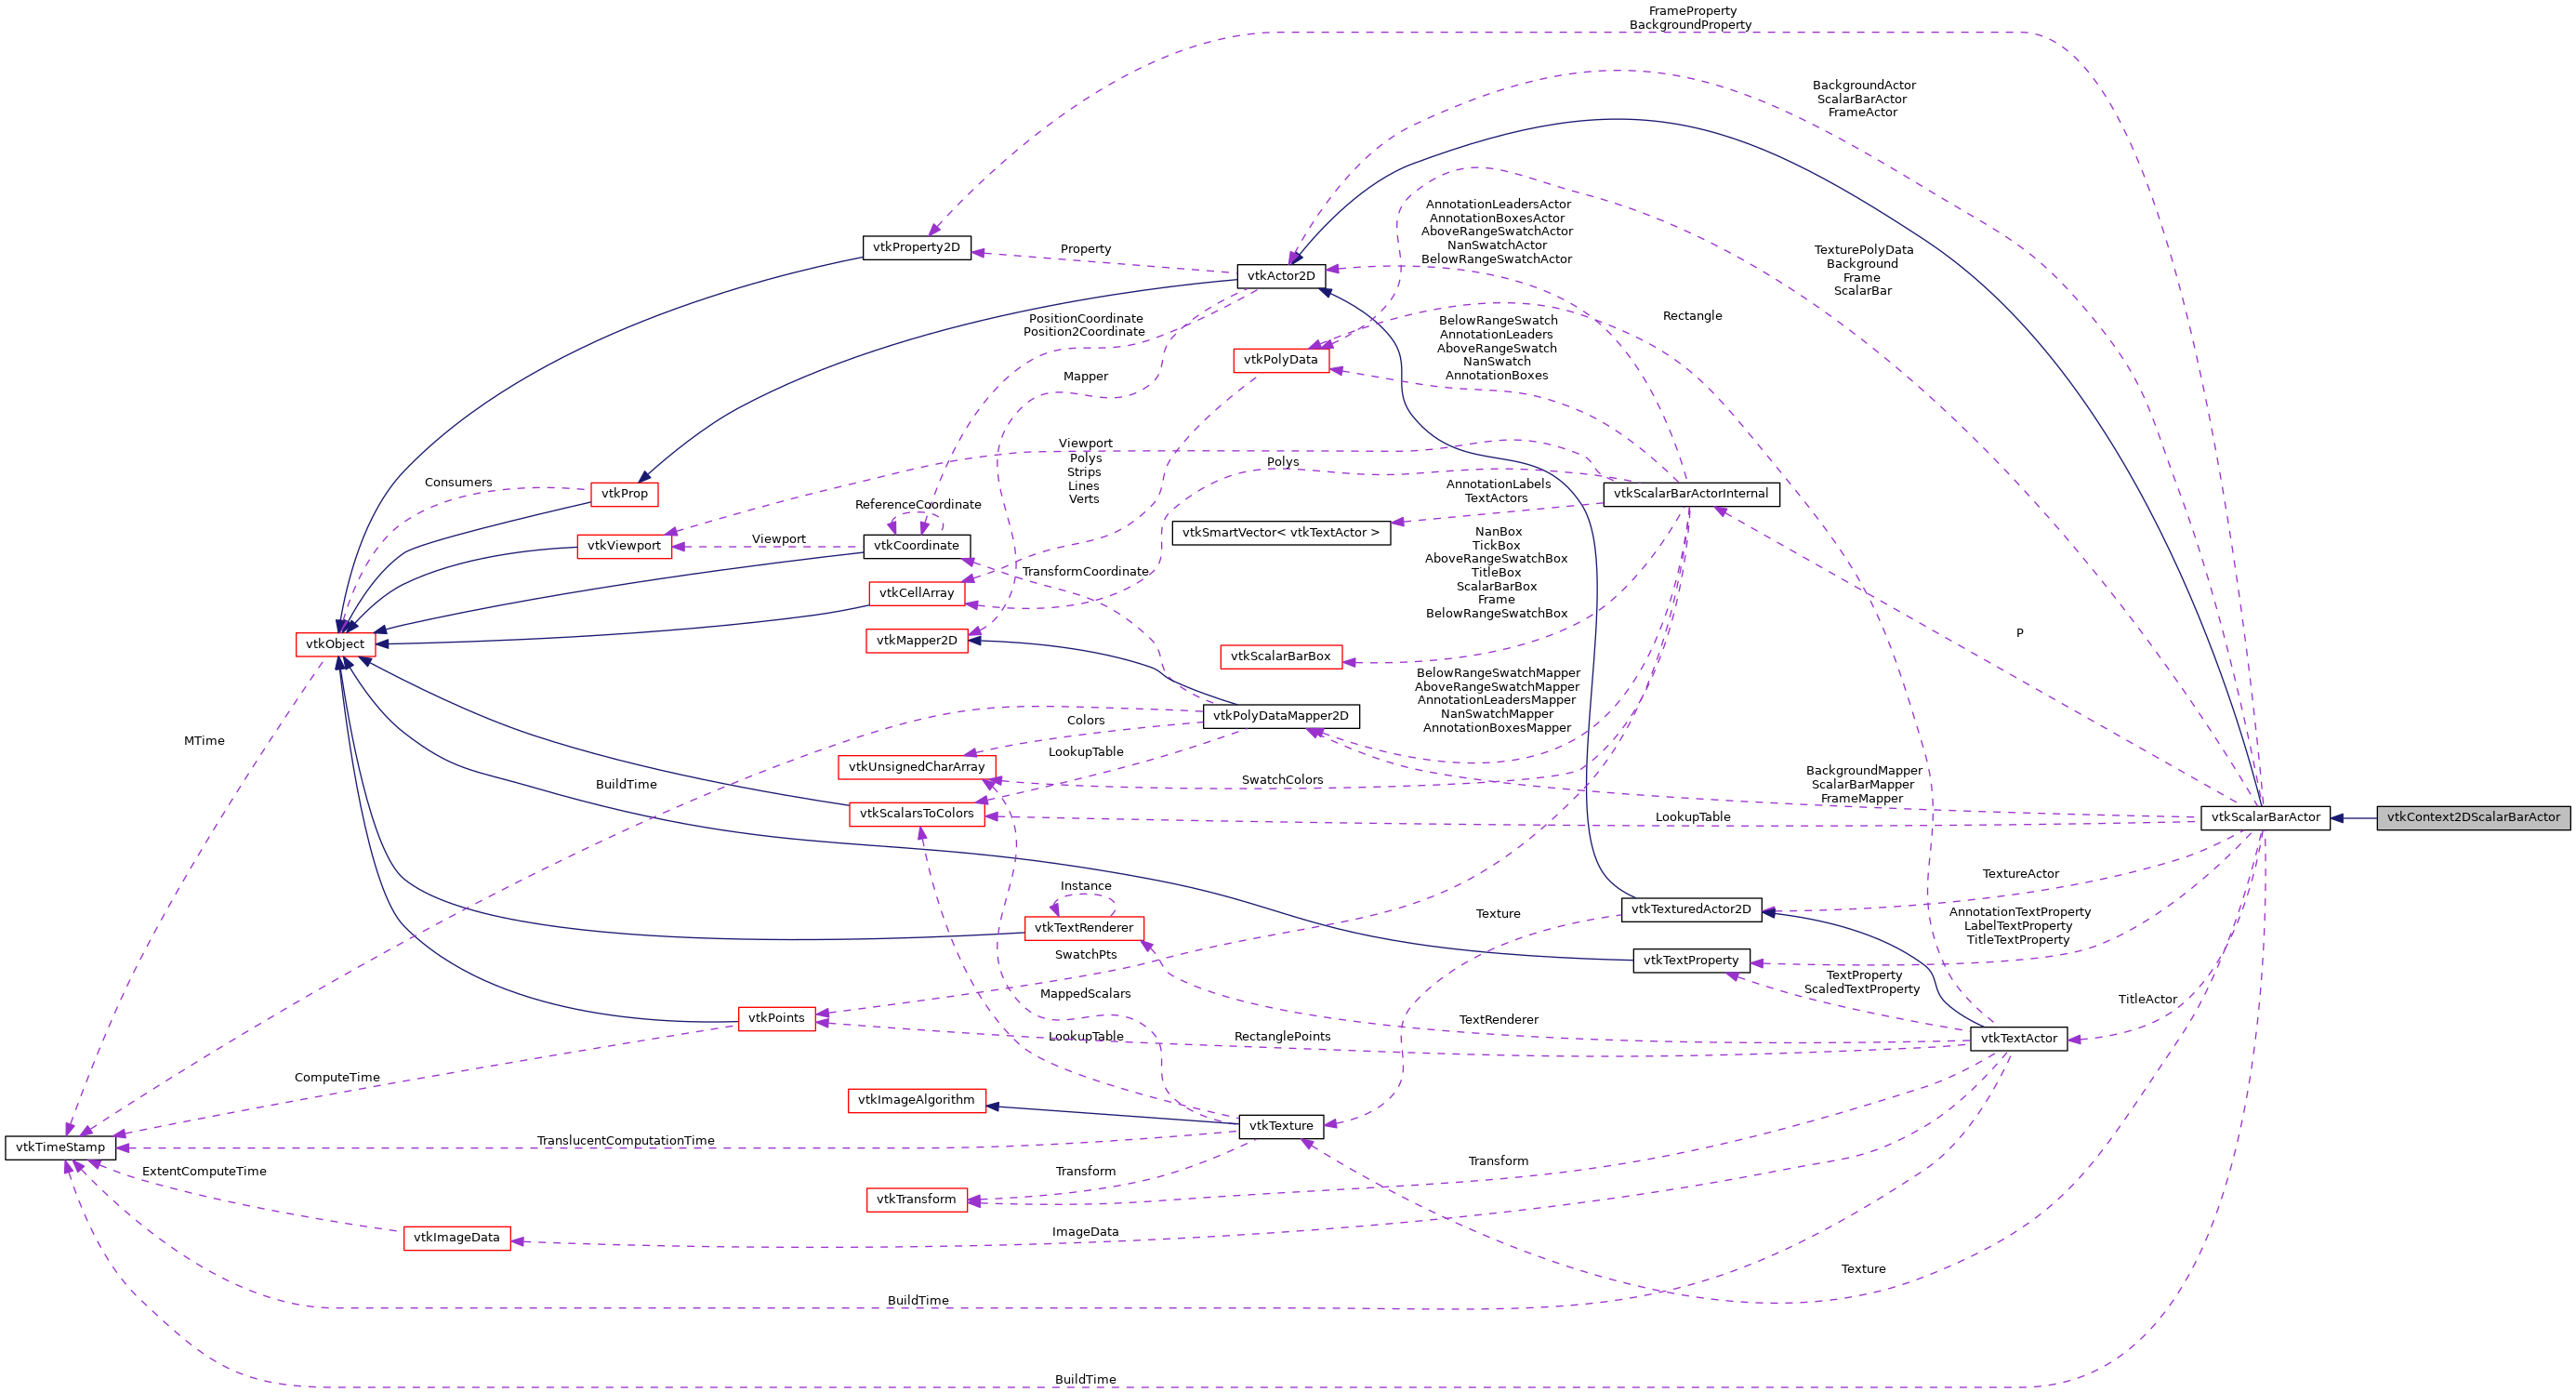 FrameProperty
BackgroundProperty
BackgroundActor
ScalarBarActor
FrameActor
AnnotationLeadersActor
AnnotationBoxesActor
AboveRangeSwatchActor
NanSwatchActor
BelowRangeSwatchActor
vtkProperty2D
Property
vtkActor2D
TexturePolyData
Background
Frame
ScalarBar
PositionCoordinate
Position2Coordinate
Rectangle
BelowRangeSwatch
AnnotationLeaders
AboveRangeSwatch
NanSwatch
AnnotationBoxes
vtkPolyData
Mapper
Viewport
Polys
Strips
Lines
Verts
Polys
Consumers
vtkProp
ReferenceCoordinate
AnnotationLabels
TextActors
vtkScalarBarActorInternal
vtkSmartVector< vtkTextActor >
vtkViewport
Viewport
vtkCoordinate
NanBox
TickBox
AboveRangeSwatchBox
TitleBox
ScalarBarBox
Frame
BelowRangeSwatchBox
TransformCoordinate
vtkCellArray
P
vtkObject
vtkMapper2D
vtkScalarBarBox
BelowRangeSwatchMapper
AboveRangeSwatchMapper
AnnotationLeadersMapper
NanSwatchMapper
AnnotationBoxesMapper
vtkPolyDataMapper2D
Colors
MTime
LookupTable
vtkUnsignedCharArray
BuildTime
SwatchColors
BackgroundMapper
ScalarBarMapper
FrameMapper
vtkScalarsToColors
LookupTable
vtkScalarBarActor
vtkContext2DScalarBarActor
Instance
TextureActor
vtkTextRenderer
Texture
vtkTexturedActor2D
AnnotationTextProperty
LabelTextProperty
TitleTextProperty
SwatchPts
vtkTextProperty
TextProperty
ScaledTextProperty
MappedScalars
TitleActor
vtkPoints
TextRenderer
LookupTable
RectanglePoints
vtkTextActor
ComputeTime
vtkImageAlgorithm
vtkTexture
vtkTimeStamp
TranslucentComputationTime
ExtentComputeTime
Transform
Transform
vtkTransform
vtkImageData
ImageData
Texture
BuildTime
BuildTime